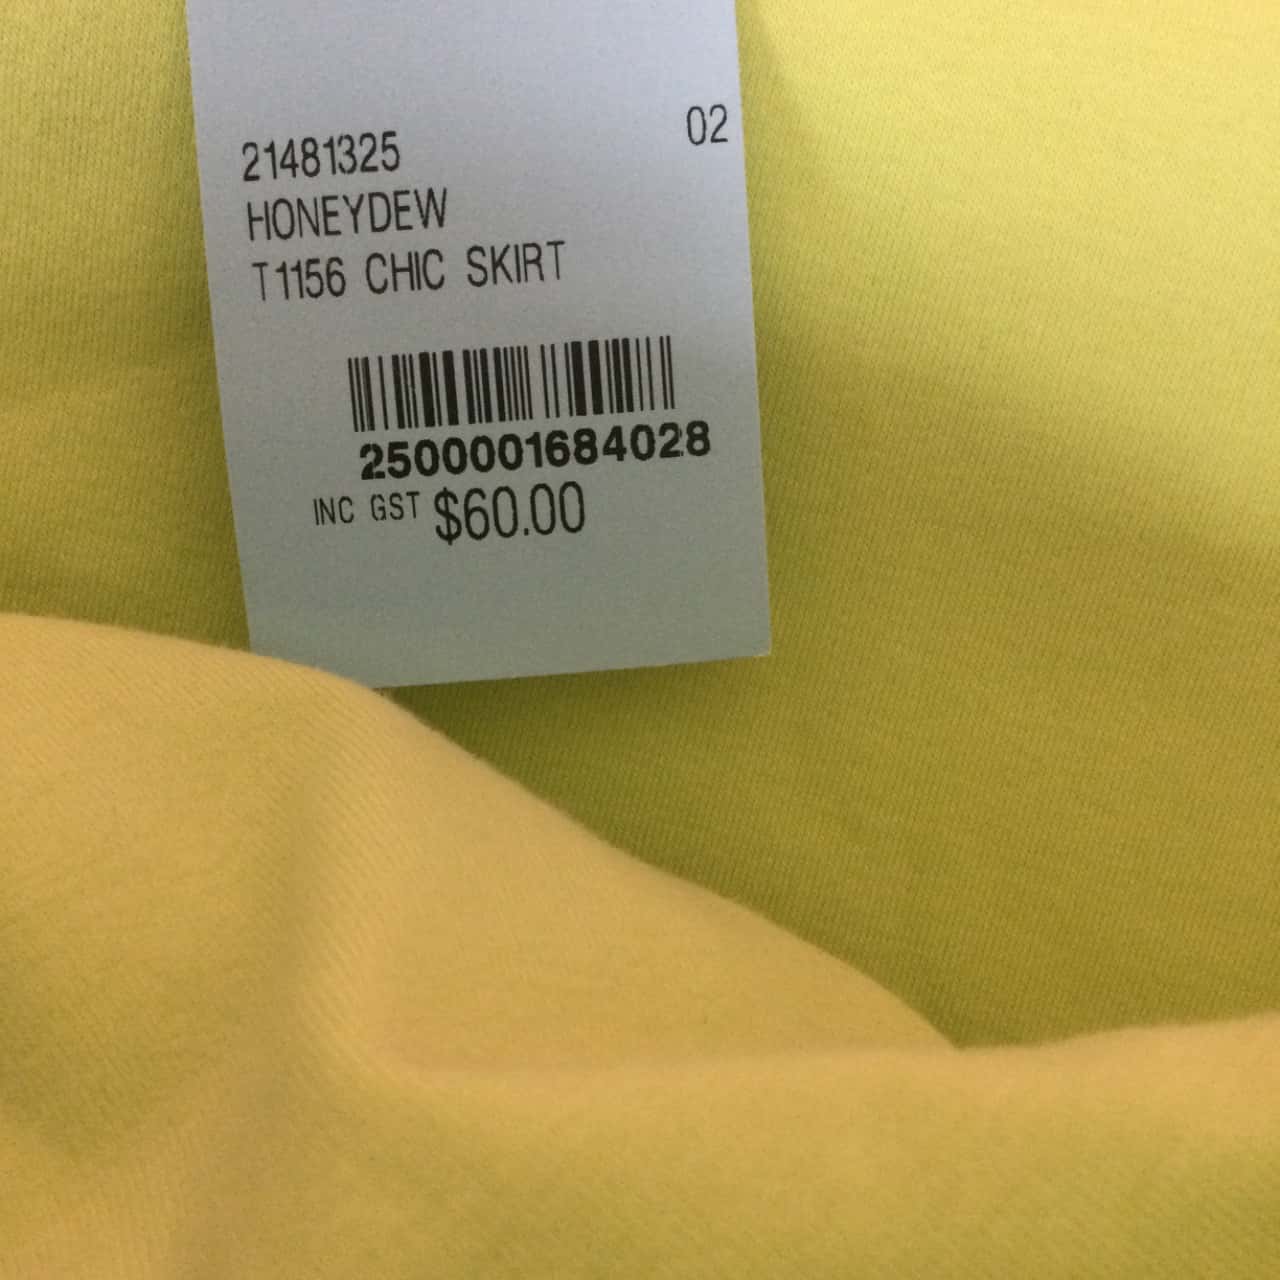 02
21481325
HONEYDEW
T1156 CHIC SKIRT
2500001684028
INC GST $60.00